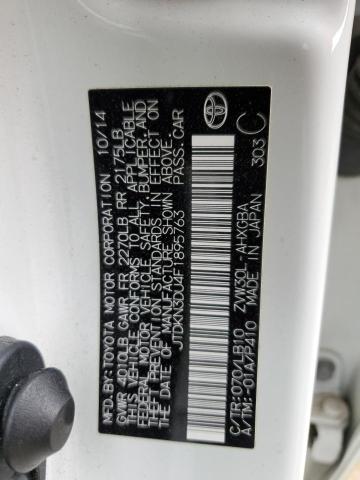 MFD.BY:TOYOTA MOTOR CORPORATION 10/14
GVWR 4010LB GAWR FR 2270LB RR 2175LB
THIS VEHICLE CONFORMS TO ALL APPLICABLE
FEDERAL MOTOR VEHICLE SAFETY, BUMPER, AND
THEFT PREVENTION STANDARDS IN EFFECT ON
THE DATE OF MANUFACTURE SHOWN ABOVE.
JTDKN3DU4F1895763 PASS.CAR
C/TR:070/LB10 ZVW30L-AHXGBA
A/TM:-01A/P410 MADE IN JAPAN 303 C